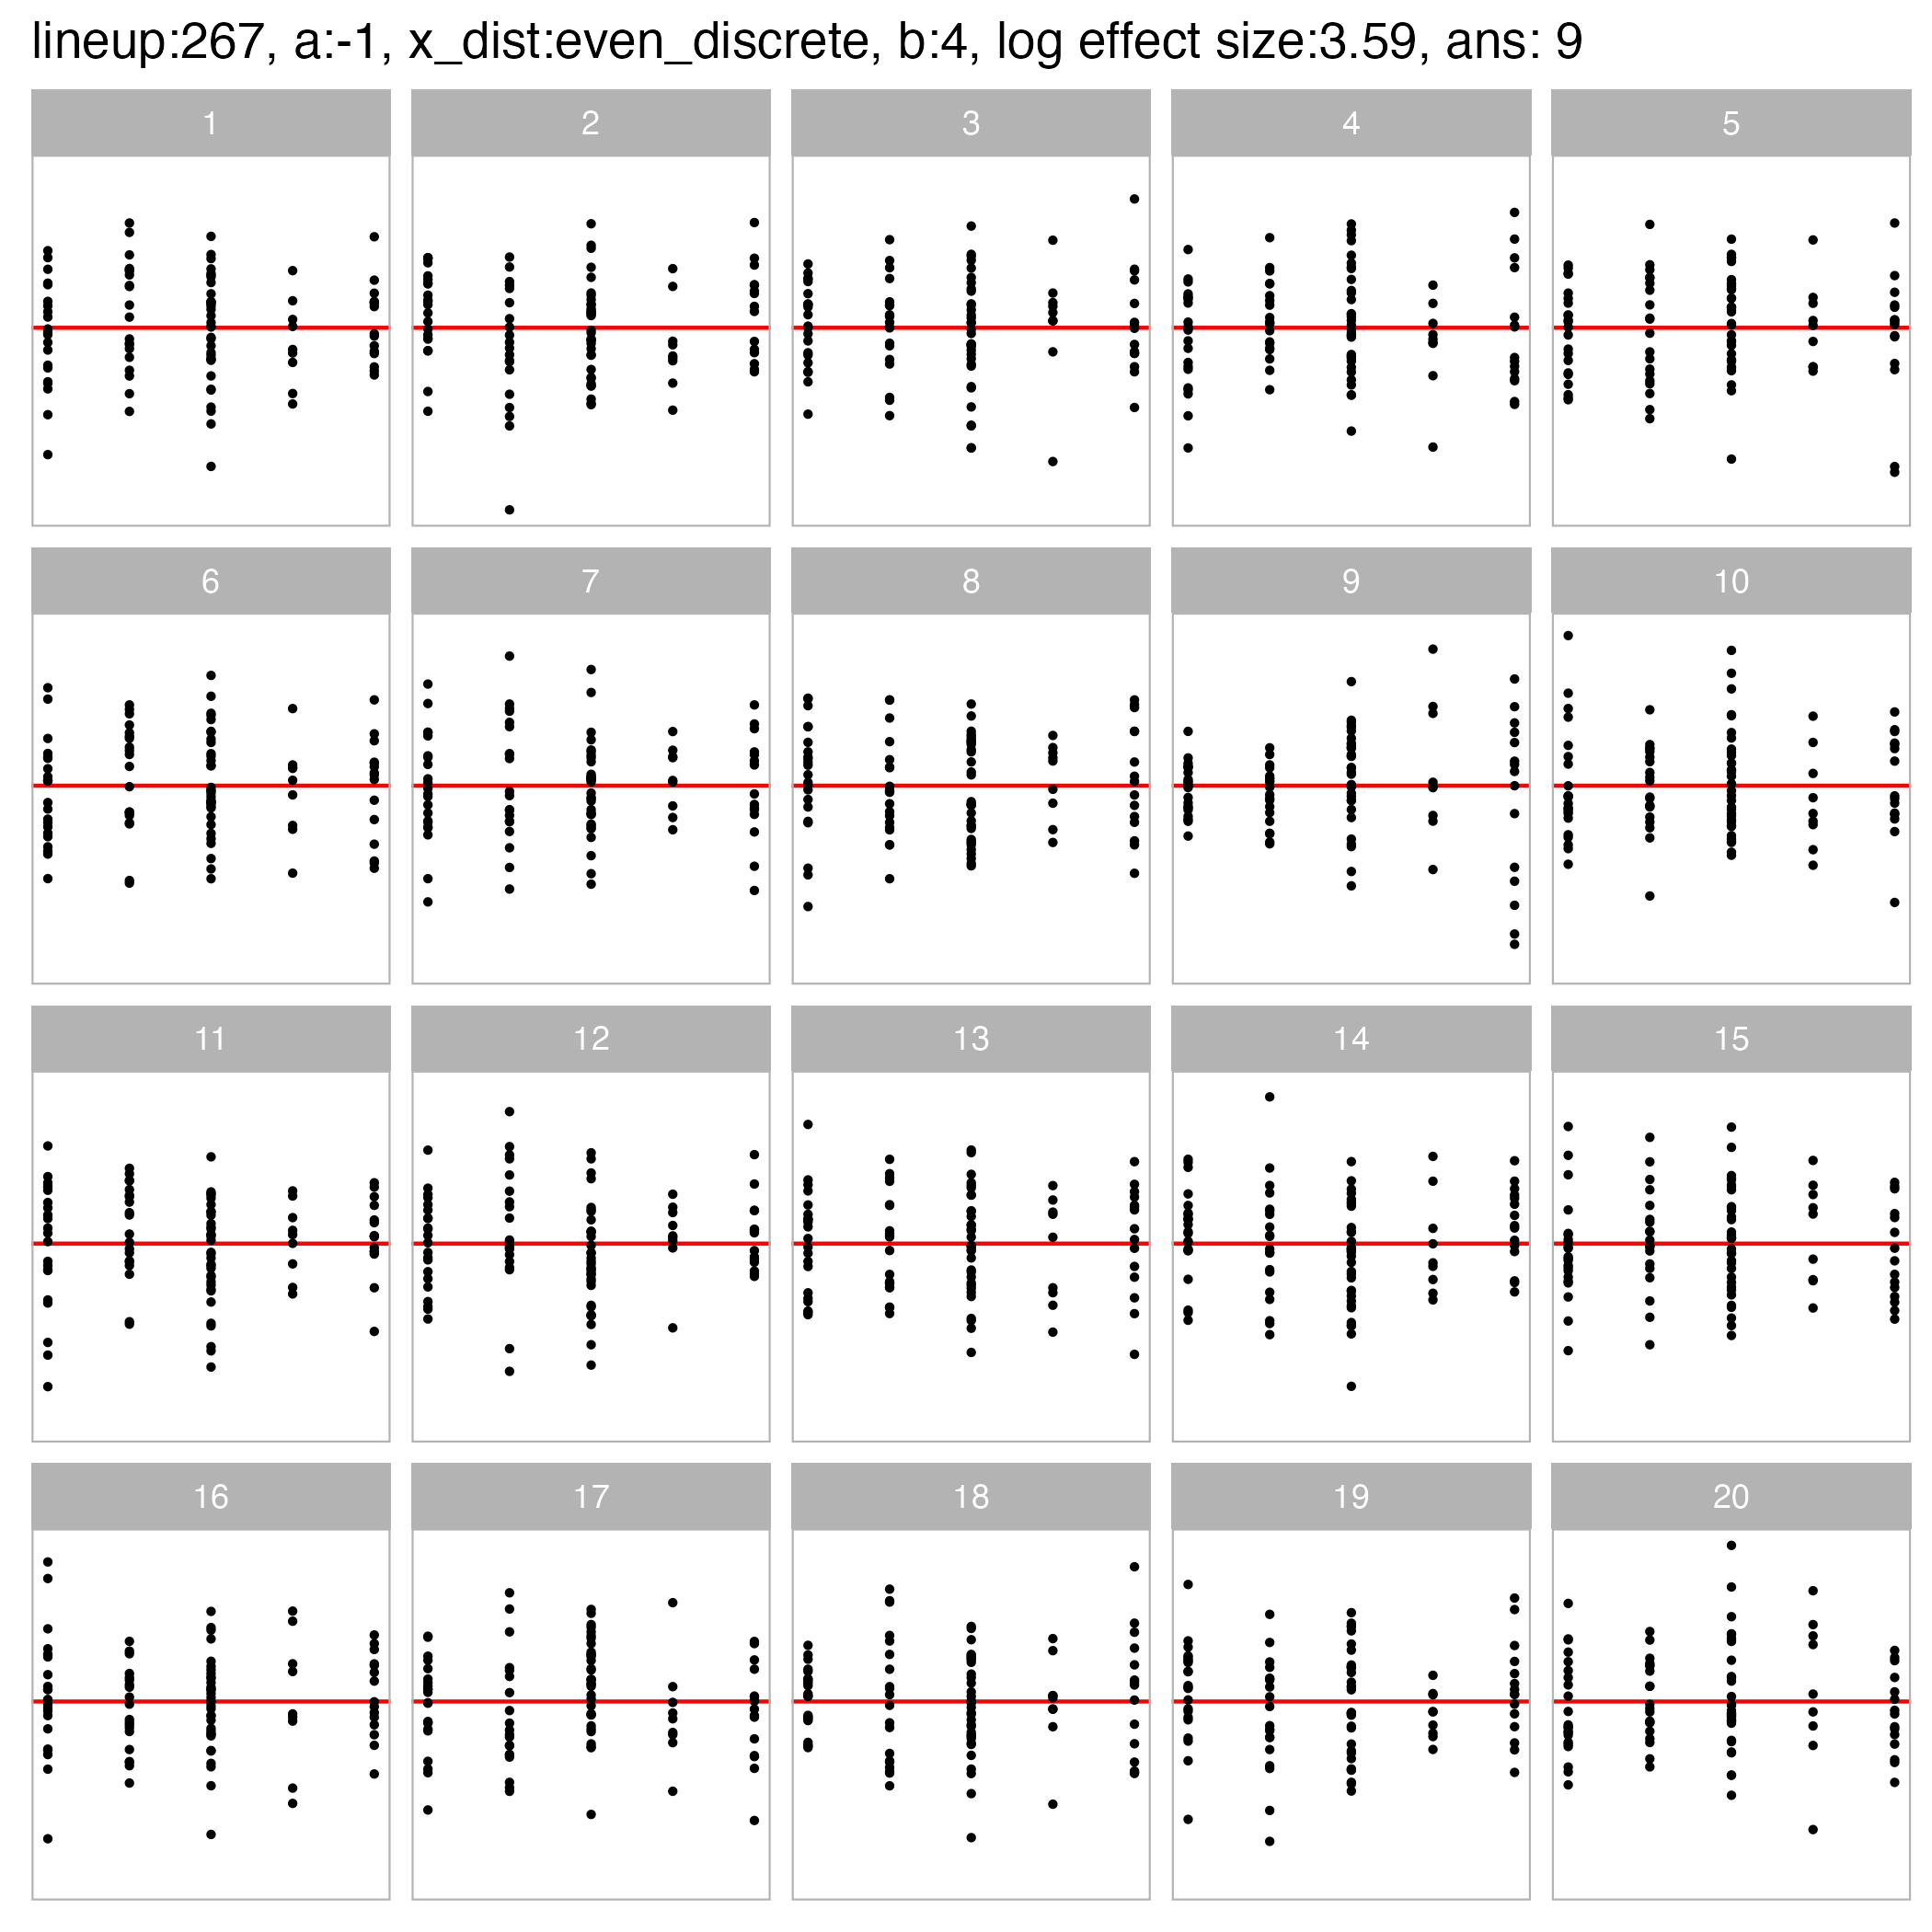 lineup:267, a:-1, x_dist:even_discrete, b:4, log effect size:3.59, ans: 9
1 2 3 4 5
6 7 8 9 10
11 12 13 14 15
16 17 18 19 20